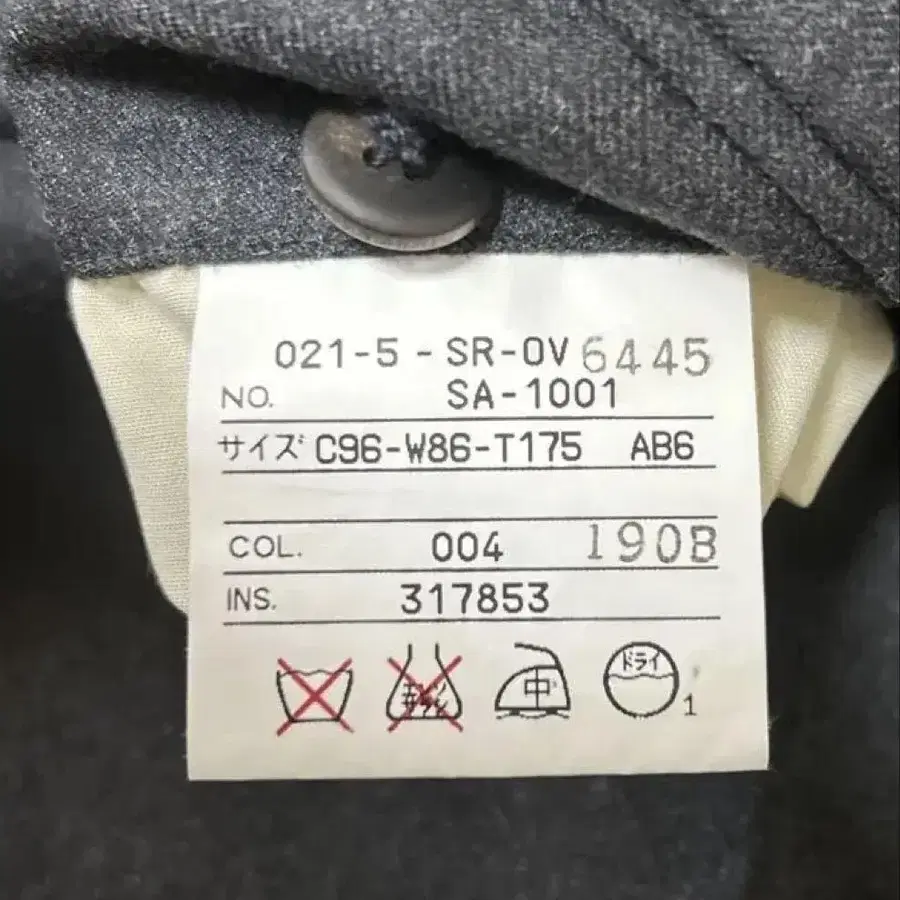 021-5-SR-OV 6445
NO. SA-1001
サイズ C96-W86-T175 AB6
COL. 004 190B
INS. 317853
中 ドライ
1